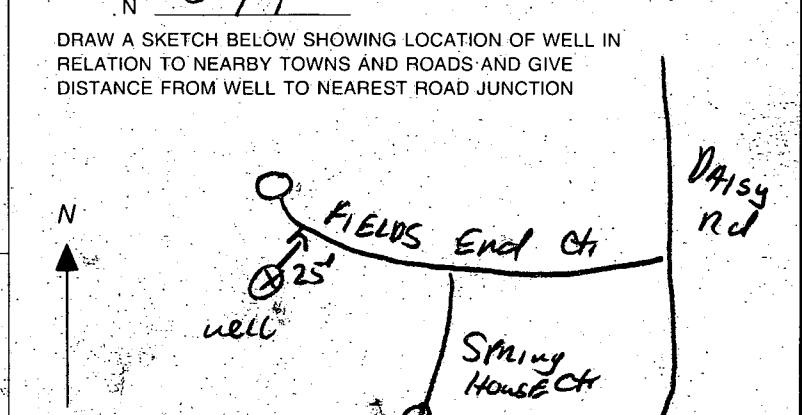 N
DRAW A SKETCH BELOW SHOWING LOCATION OF WELL IN
RELATION TO NEARBY TOWNS AND ROADS AND GIVE
DISTANCE FROM WELL TO NEAREST ROAD JUNCTION
DAISY
Rd
N
FIELDS End Ct
25'
well
Spring
House Ct